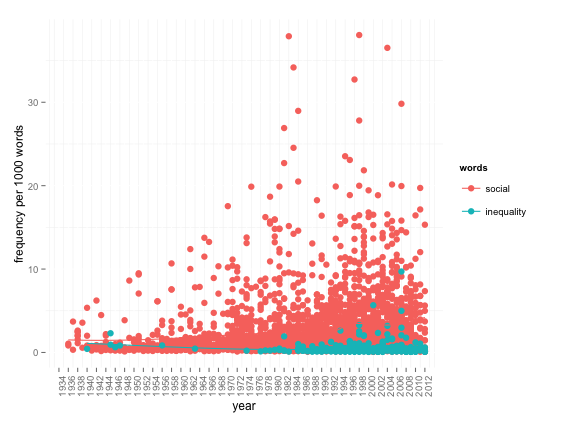 frequency per 1000 words
30
20
10
0
1934 1936 1938 1940 1942 1944 1946 1948 1950 1952 1954 1956 1958 1960 1962 1964 1966 1968 1970 1972 1974 1976 1978 1980 1982 1984 1986 1988 1990 1992 1994 1996 1998 2000 2002 2004 2006 2008 2010 2012
year
words
social
inequality